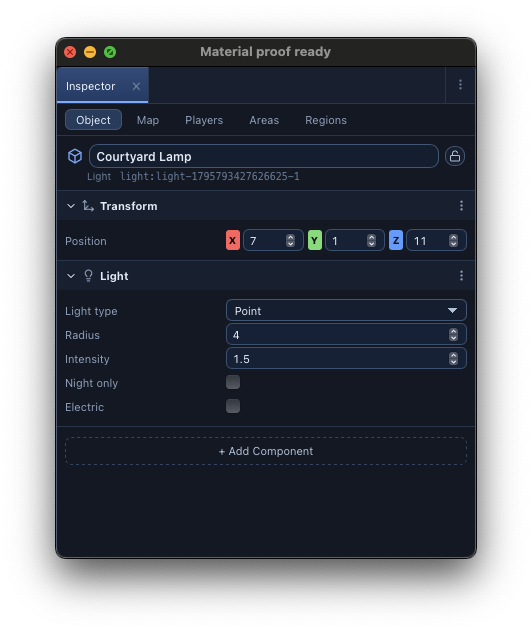 Material proof ready
Inspector
Object Map Players Areas Regions
Courtyard Lamp
Light light:light-1795793427626625-1
Transform
Position X 7 Y 1 Z 11
Light
Light type Point
Radius 4
Intensity 1.5
Night only
Electric
+ Add Component